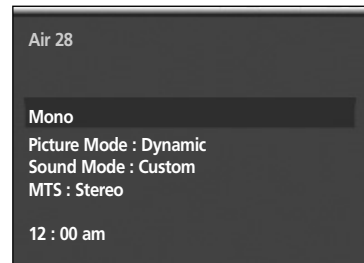 Air 28
Mono
Picture Mode : Dynamic
Sound Mode : Custom
MTS : Stereo
12 : 00 am